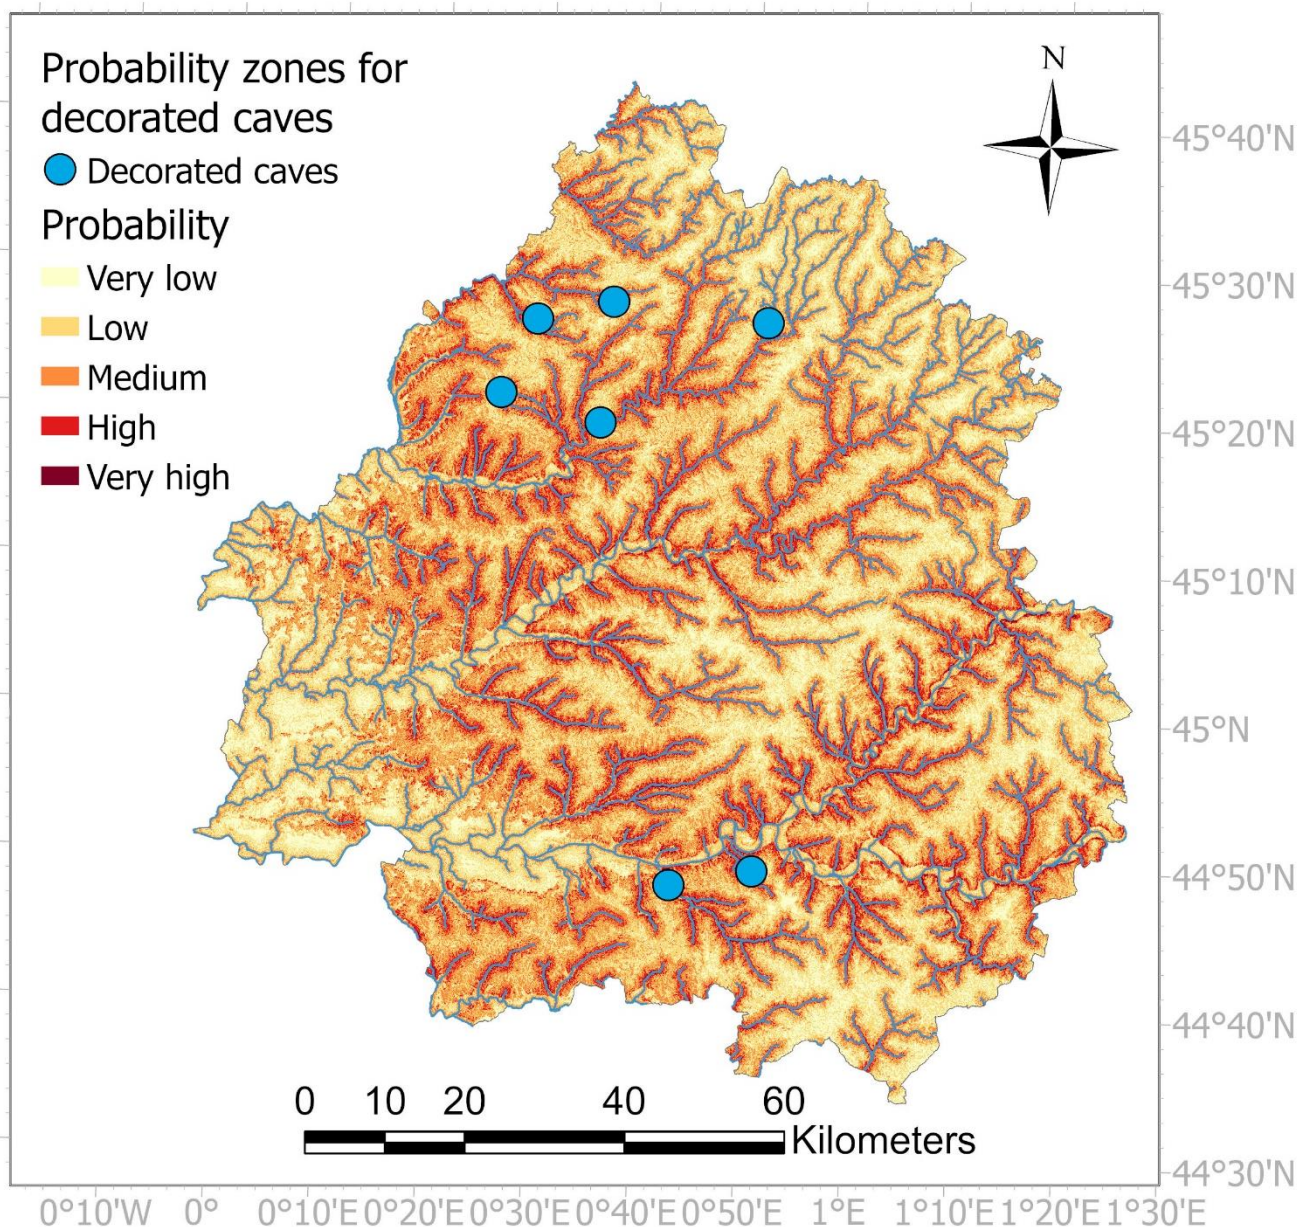 Probability zones for
decorated caves
Decorated caves
Probability
Very low
Low
Medium
High
Very high
N
45°40'N
45°30'N
45°20'N
45°10'N
45°N
44°50'N
44°40'N
44°30'N
0 10 20 40 60
Kilometers
0°10'W 0° 0°10'E 0°20'E 0°30'E 0°40'E 0°50'E 1°E 1°10'E 1°20'E 1°30'E